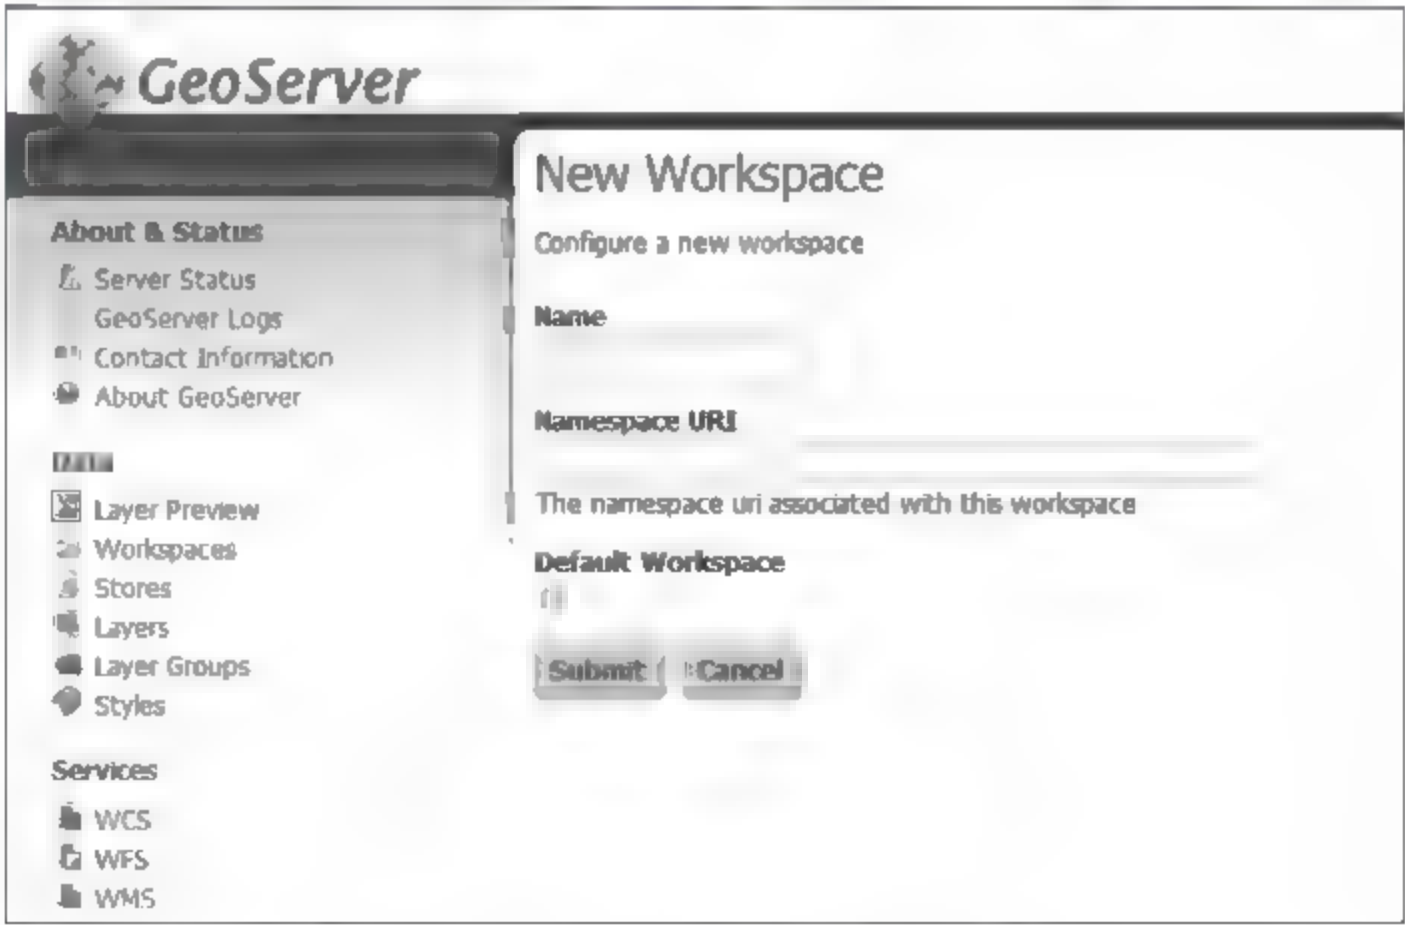 GeoServer
About & Status
Server Status
GeoServer Logs
Contact Information
About GeoServer
Data
Layer Preview
Workspaces
Stores
Layers
Layer Groups
Styles
Services
WCS
WFS
WMS
New Workspace
Configure a new workspace
Name
Namespace URI
The namespace uri associated with this workspace
Default Workspace
Submit Cancel